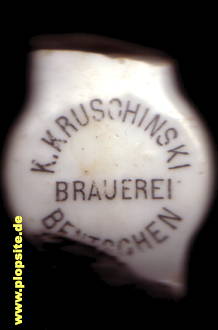 K. KRUSCHINSKI
BRAUEREI
BENTSCHEN
www.plopsite.de